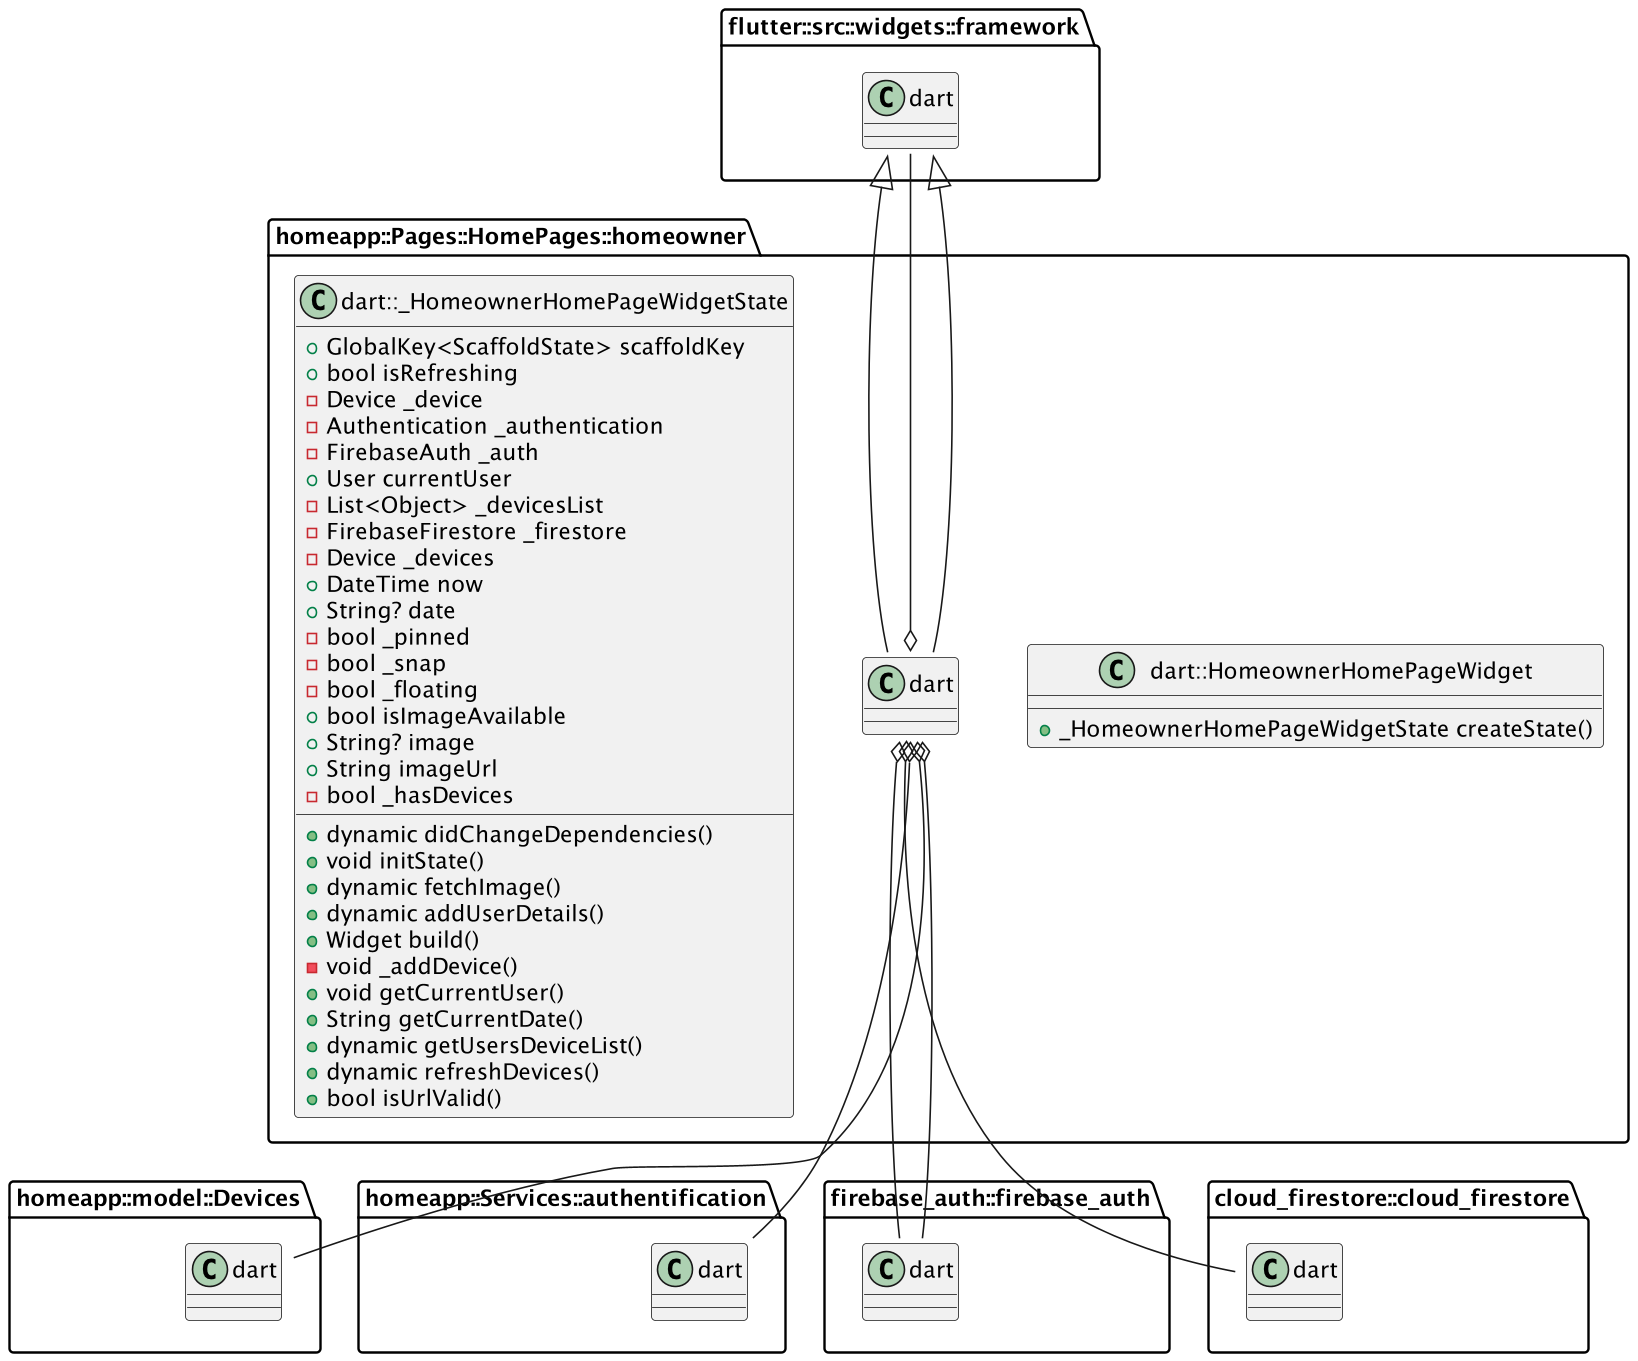 flutter::src::widgets::framework
C dart
homeapp::Pages::HomePages::homeowner
C dart::_HomeownerHomePageWidgetState
GlobalKey<ScaffoldState> scaffoldKey
bool isRefreshing
Device _device
Authentication _authentication
FirebaseAuth _auth
User currentUser
List<Object> _devicesList
FirebaseFirestore _firestore
Device _devices
DateTime now
String? date
bool _pinned
bool _snap
bool _floating
bool isImageAvailable
String? image
String imageUrl
bool _hasDevices
dynamic didChangeDependencies()
void initState()
dynamic fetchImage()
dynamic addUserDetails()
Widget build()
void _addDevice()
void getCurrentUser()
String getCurrentDate()
dynamic getUsersDeviceList()
dynamic refreshDevices()
bool isUrlValid()
C dart
C dart::HomeownerHomePageWidget
_HomeownerHomePageWidgetState createState()
homeapp::model::Devices
C dart
homeapp::Services::authentification
C dart
firebase_auth::firebase_auth
C dart
cloud_firestore::cloud_firestore
C dart